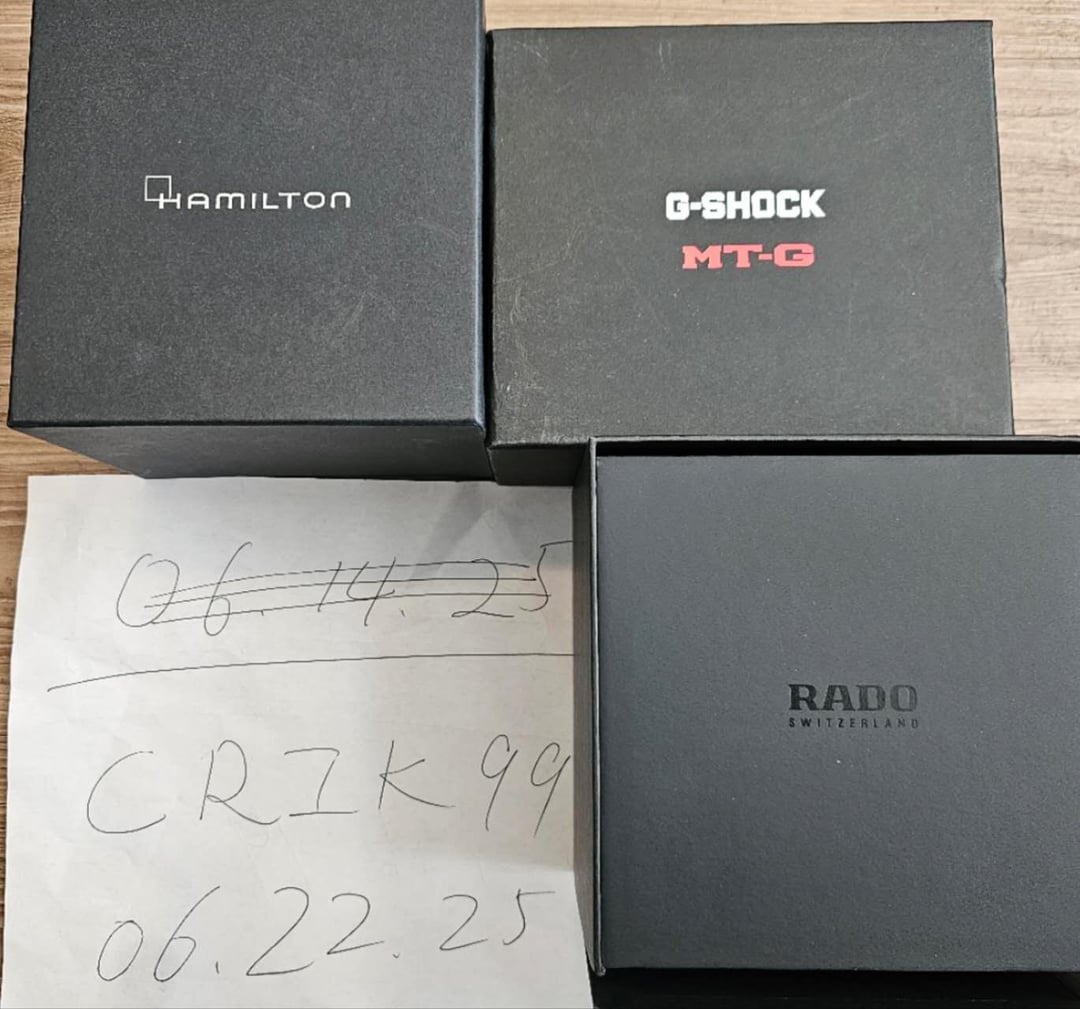 HAMILTON
G-SHOCK
MT-G
06.14.25
CRIK99
06.22.25
RADO
SWITZERLAND